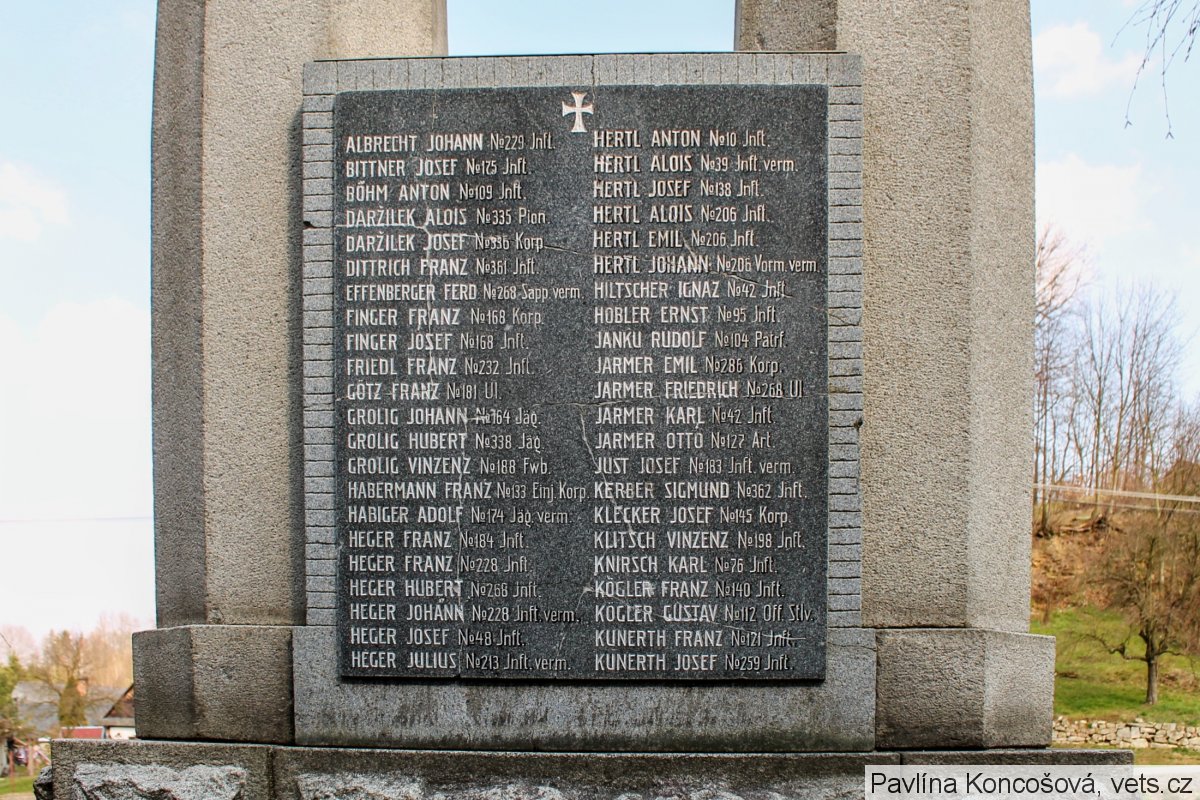 ALBRECHT JOHANN №229 Jnft.
BITTNER JOSEF №175 Jnft.
BÖHM ANTON №109 Jnft.
DARŽILEK ALOIS №335 Pion.
DARŽILEK JOSEF №336 Korp.
DITTRICH FRANZ №361 Jnft.
EFFENBERGER FERD №268 Sapp. verm.
FINGER FRANZ №168 Korp.
FINGER JOSEF №168 Jnft.
FRIEDL FRANZ №232 Jnft.
GÖTZ FRANZ №181 Ul.
GROLIG JOHANN №164 Jäg.
GROLIG HUBERT №338 Jäg.
GROLIG VINZENZ №188 Fwb.
HABERMANN FRANZ №133 Einj. Korp.
HABIGER ADOLF №174 Jäg. verm.
HEGER FRANZ №184 Jnft.
HEGER FRANZ №228 Jnft.
HEGER HUBERT №268 Jnft.
HEGER JOHANN №228 Jnft. verm.
HEGER JOSEF №48 Jnft.
HEGER JULIUS №213 Jnft. verm.
HERTL ANTON №10 Jnft.
HERTL ALOIS №39 Jnft. verm.
HERTL JOSEF №138 Jnft.
HERTL ALOIS №206 Jnft.
HERTL EMIL №206 Jnft.
HERTL JOHANN №206 Vorm. verm.
HILTSCHER IGNAZ №42 Jnft.
HOBLER ERNST №95 Jnft.
JANKU RUDOLF №104 Patrf.
JARMER EMIL №286 Korp.
JARMER FRIEDRICH №268 Ul.
JARMER KARL №42 Jnft.
JARMER OTTO №127 Art.
JUST JOSEF №183 Jnft. verm.
KERBER SIGMUND №362 Jnft.
KLECKER JOSEF №145 Korp.
KLITSCH VINZENZ №198 Jnft.
KNIRSCH KARL №76 Jnft.
KÖGLER FRANZ №140 Jnft.
KÖGLER GUSTAV №112 Off. Stlv.
KUNERTH FRANZ №121 Jnft.
KUNERTH JOSEF №259 Jnft.
Pavlína Koncošová, vets.cz